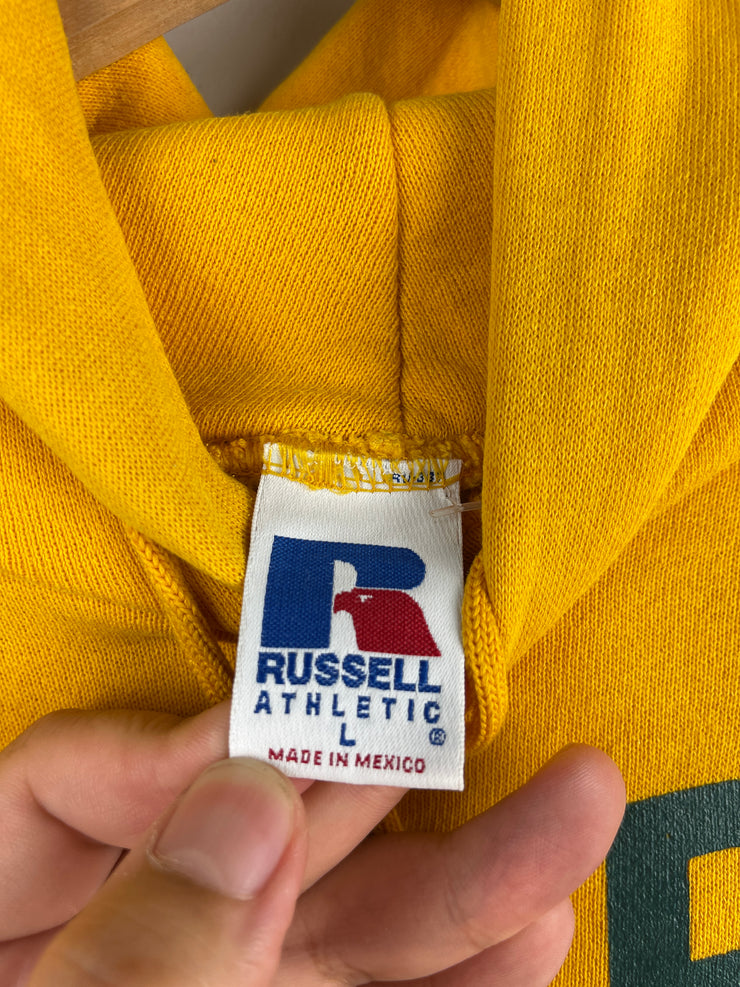 R
RUSSELL
ATHLETIC
L ®
MADE IN MEXICO